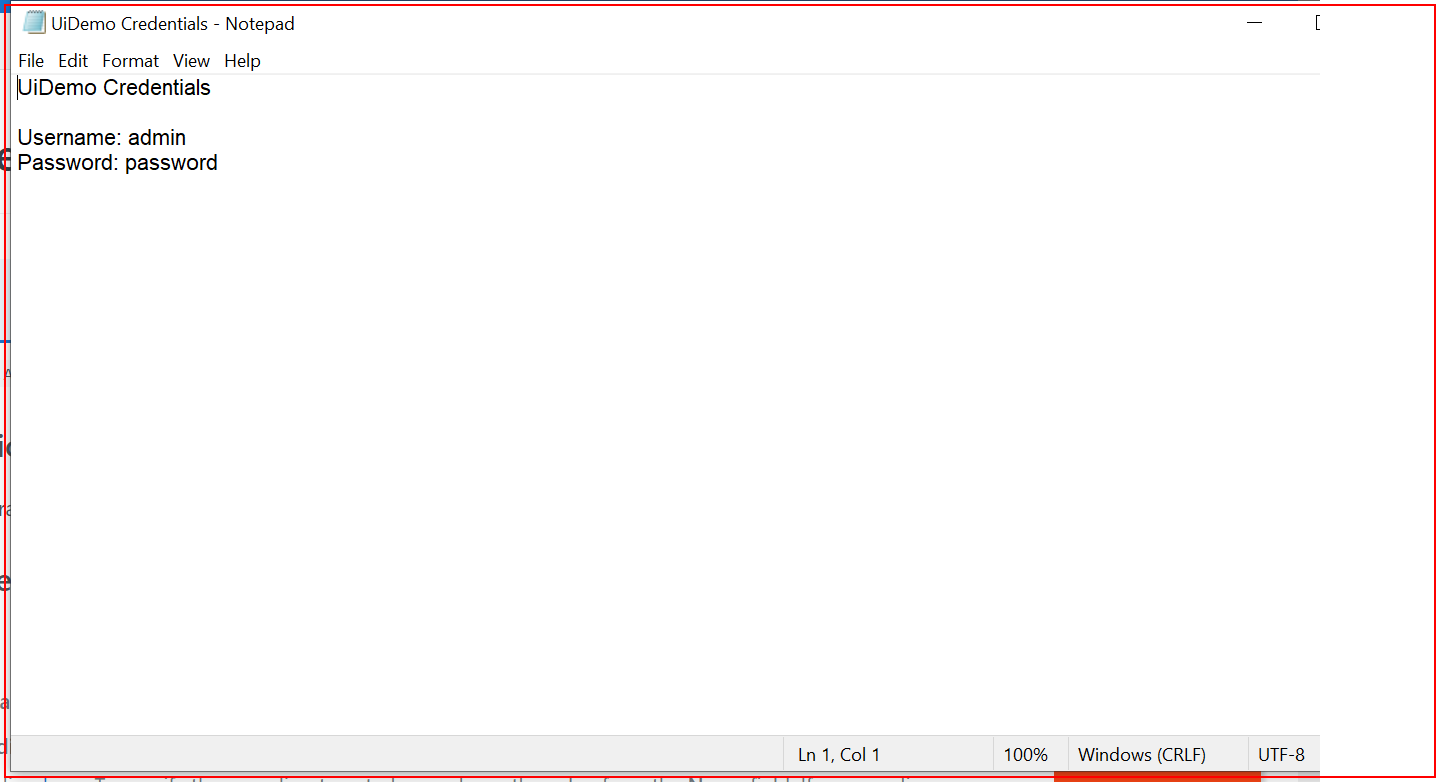 UiDemo Credentials - Notepad
File Edit Format View Help
UiDemo Credentials
Username: admin
Password: password
Ln 1, Col 1 100% Windows (CRLF) UTF-8